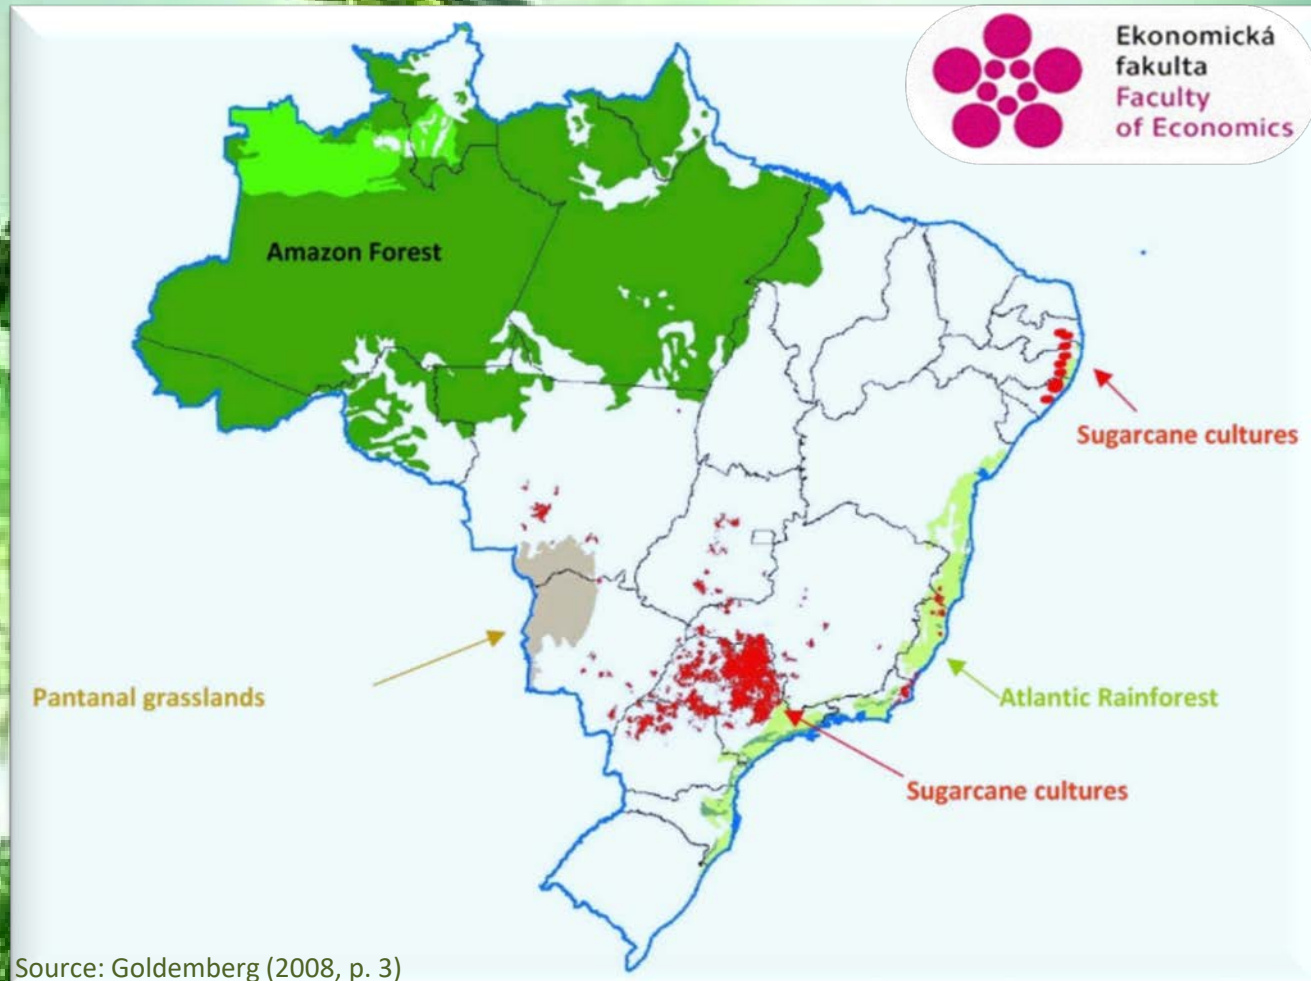 Ekonomická
fakulta
Faculty
of Economics
Amazon Forest
Sugarcane cultures
Pantanal grasslands
Atlantic Rainforest
Sugarcane cultures
Source: Goldemberg (2008, p. 3)